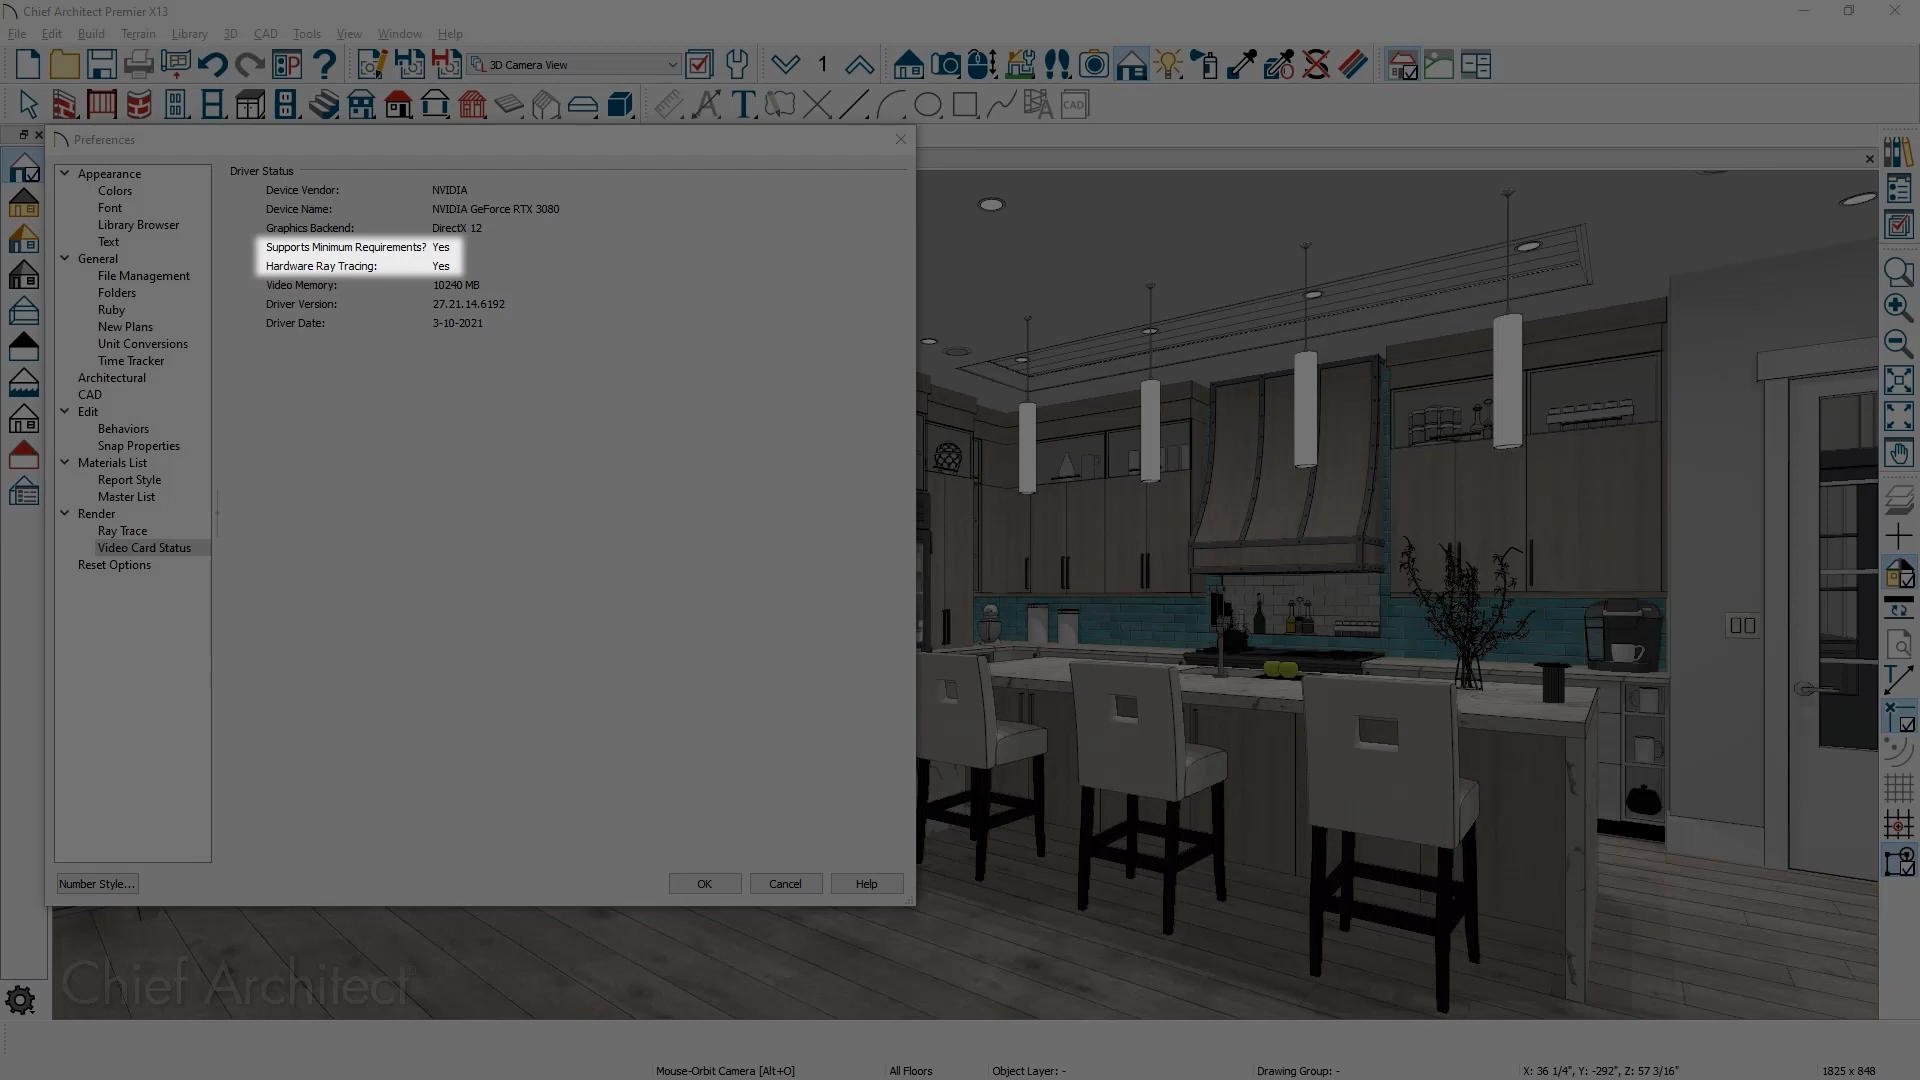 Chief Architect Premier X13
File Edit Build Terrain Library 3D CAD Tools View Window Help
3D Camera View
1
CAD
Preferences
Appearance
Colors
Font
Library Browser
Text
General
File Management
Folders
Ruby
New Plans
Unit Conversions
Time Tracker
Architectural
CAD
Edit
Behaviors
Snap Properties
Materials List
Report Style
Master List
Render
Ray Trace
Video Card Status
Reset Options
Driver Status
Device Vendor: NVIDIA
Device Name: NVIDIA GeForce RTX 3080
Graphics Backend: DirectX 12
Supports Minimum Requirements? Yes
Hardware Ray Tracing: Yes
Video Memory: 10240 MB
Driver Version: 27.21.14.6192
Driver Date: 3-10-2021
Number Style... OK Cancel Help
Chief Architect
Mouse-Orbit Camera [Alt+O] All Floors Object Layer: - Drawing Group: - X: 36 1/4", Y: -292", Z: 57 3/16" 1825 x 848